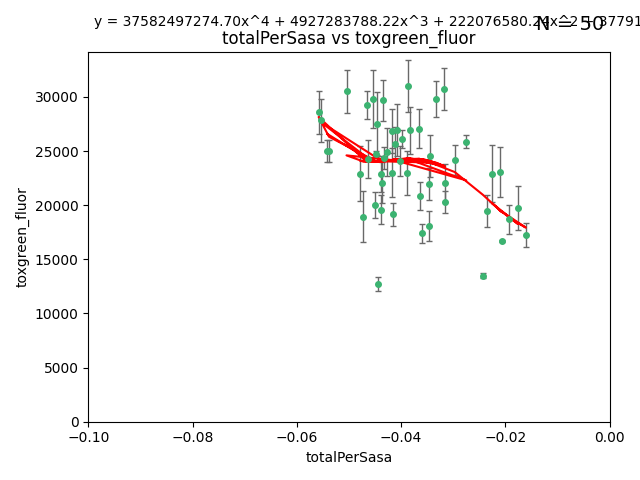 y = 37582497274.70x^4 + 4927283788.22x^3 +
N = 50
totalPerSasa vs toxgreen_fluor
toxgreen_fluor
30000
25000
20000
15000
10000
5000
0
−0.10 −0.08 −0.06 −0.04 −0.02 0.00
totalPerSasa